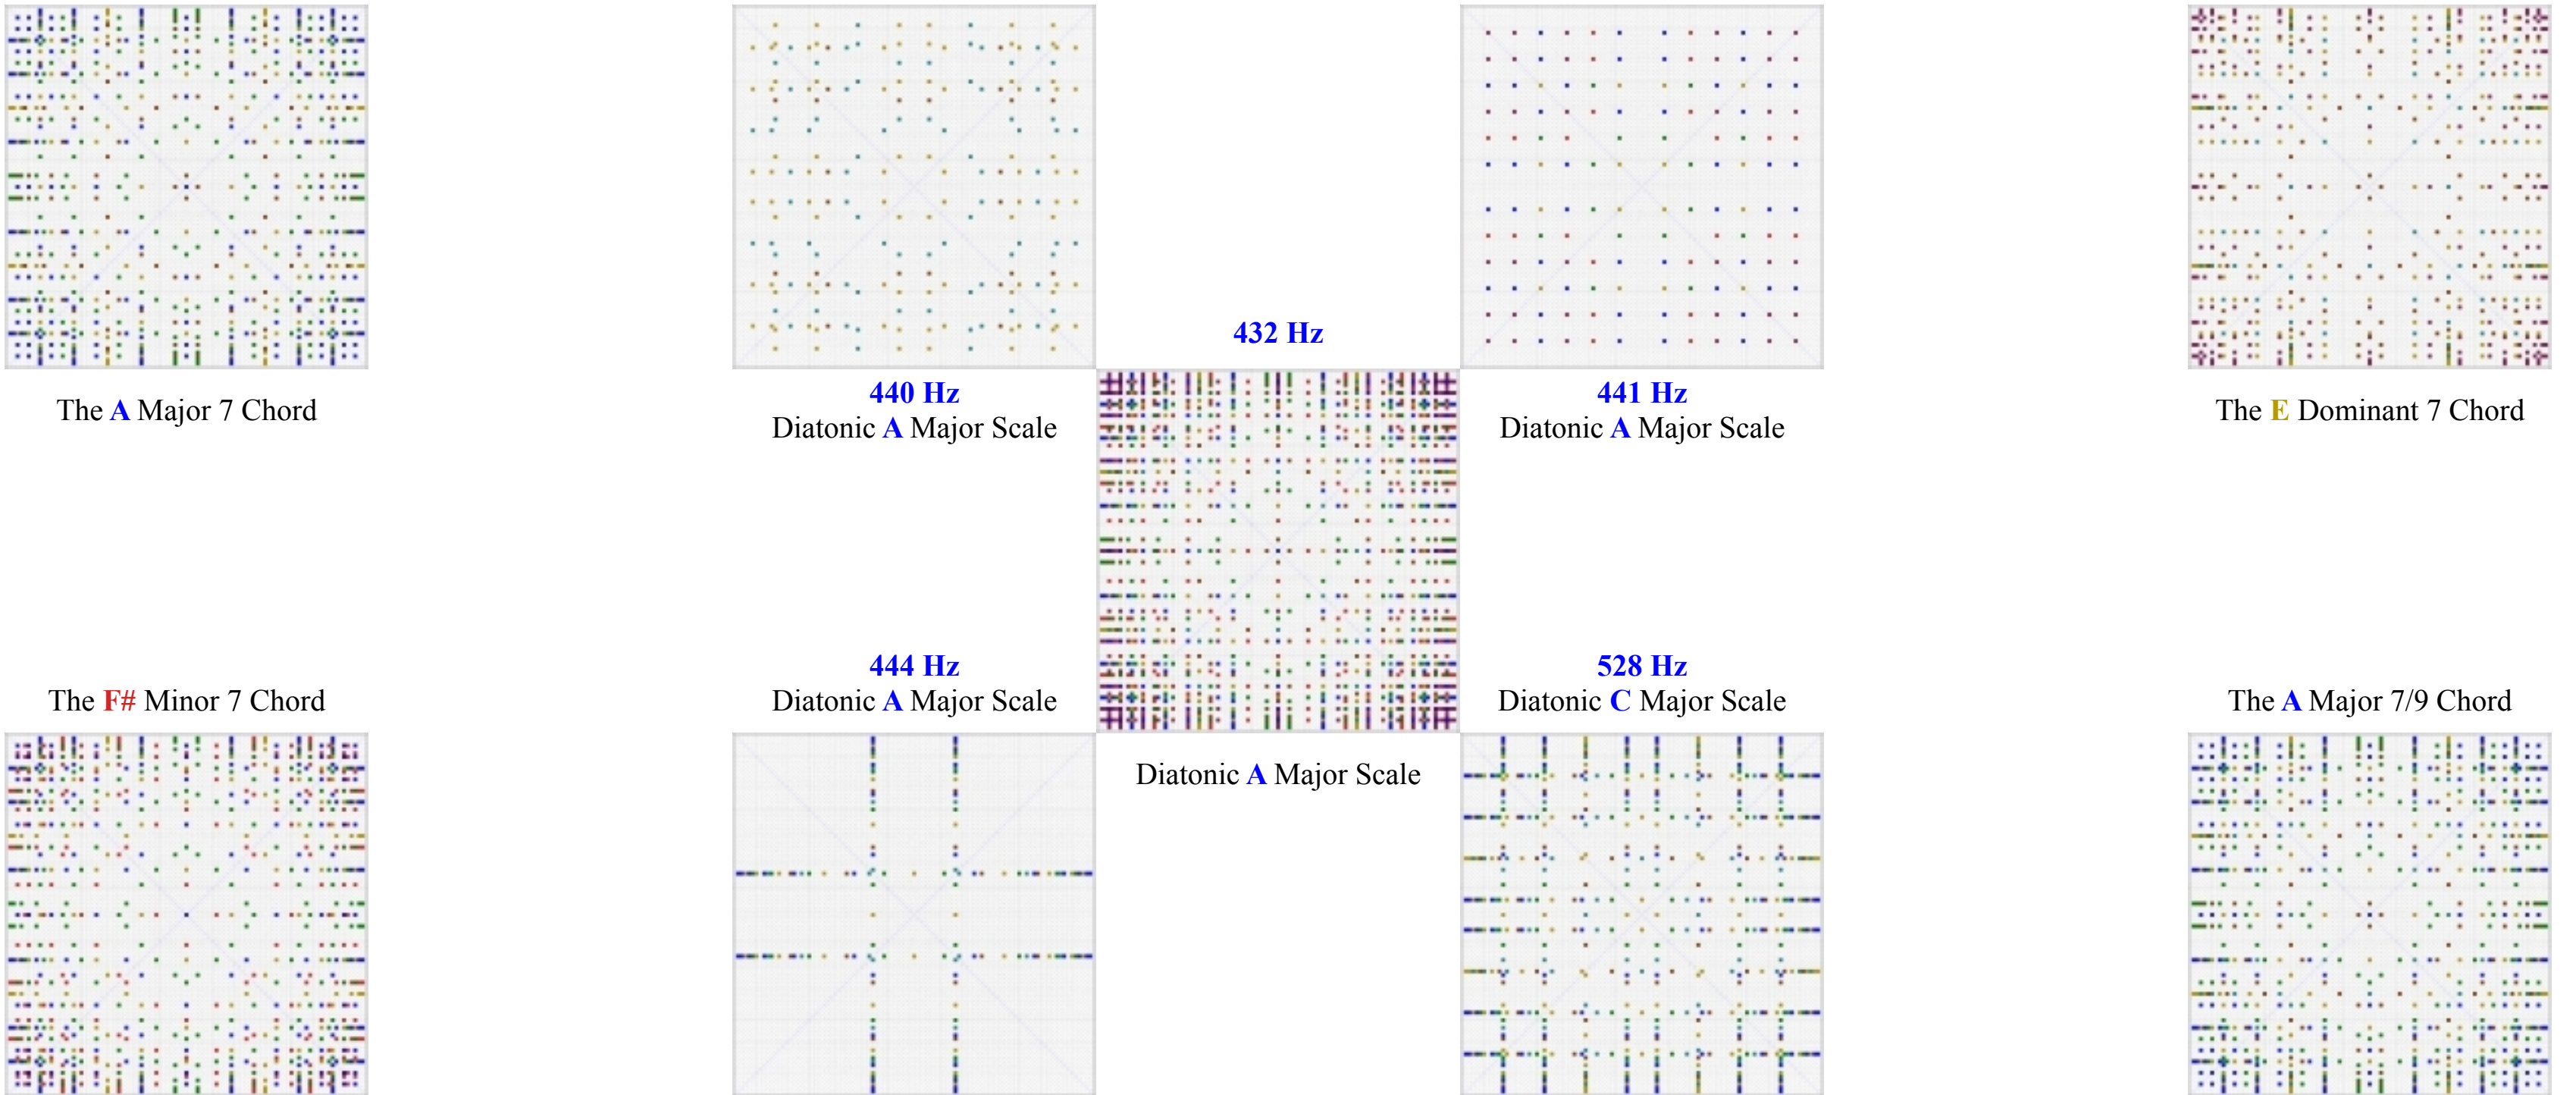 432 Hz
The A Major 7 Chord
440 Hz
Diatonic A Major Scale
441 Hz
Diatonic A Major Scale
The E Dominant 7 Chord
The F# Minor 7 Chord
444 Hz
Diatonic A Major Scale
528 Hz
Diatonic C Major Scale
The A Major 7/9 Chord
Diatonic A Major Scale